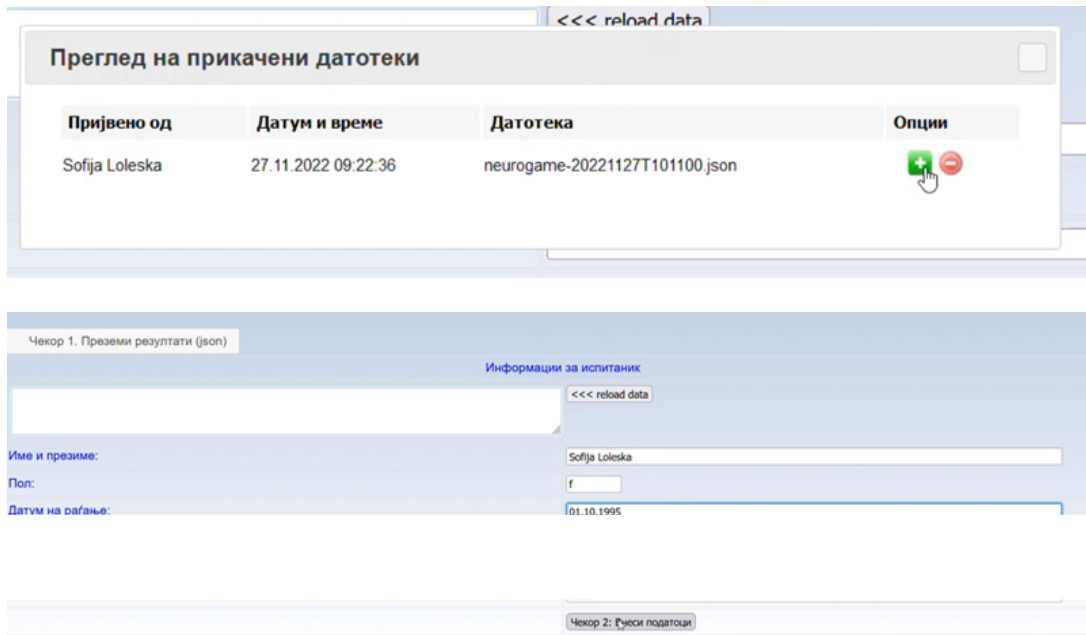 <<< reload data
Преглед на прикачени датотеки
Пријвено од Датум и време Датотека Опции
Sofija Loleska 27.11.2022 09:22:36 neurogame-20221127T101100.json
Чекор 1. Преземи резултати (json)
Информации за испитаник
<<< reload data
Име и презиме: Sofija Loleska
Пол: f
Датум на раѓање: 01.10.1995
Чекор 2: Внеси податоци